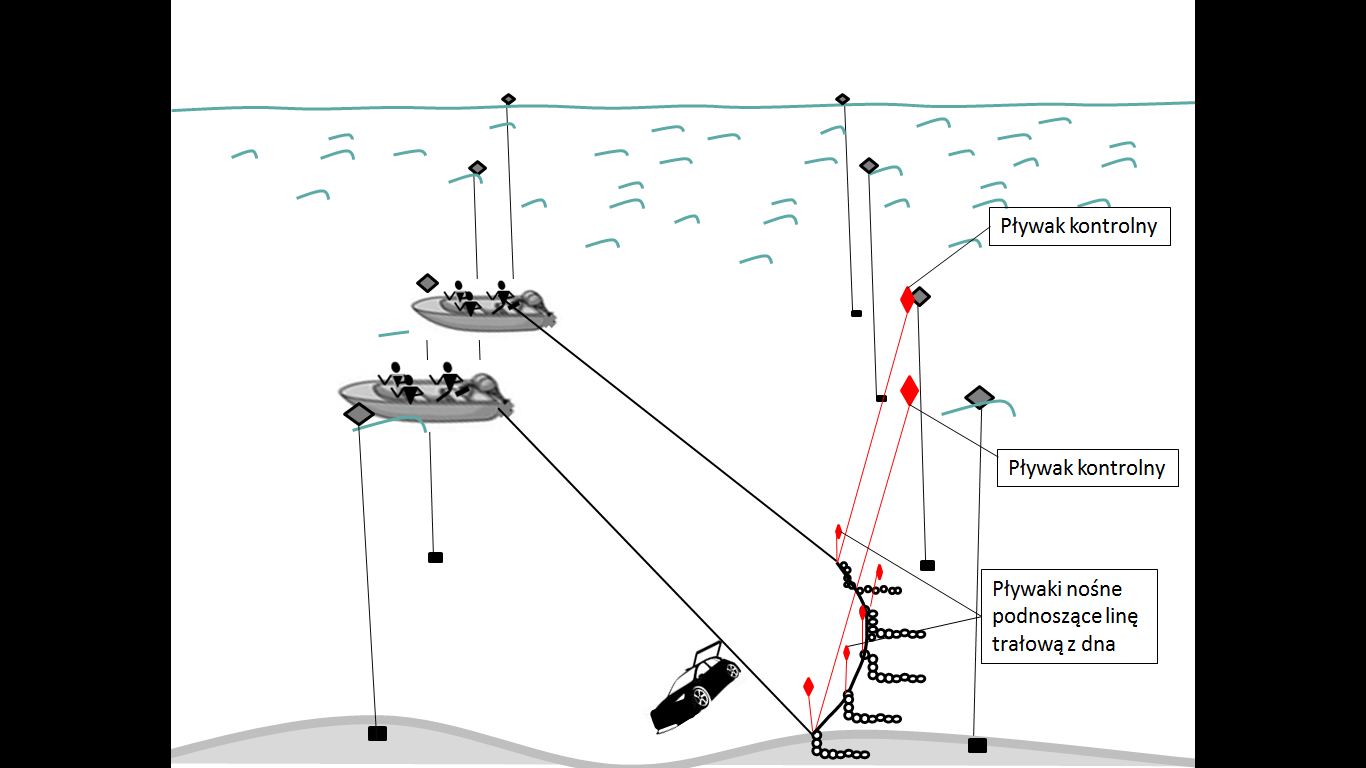 Pływak kontrolny
Pływak kontrolny
Pływaki nośne
podnoszące linę
trałową z dna